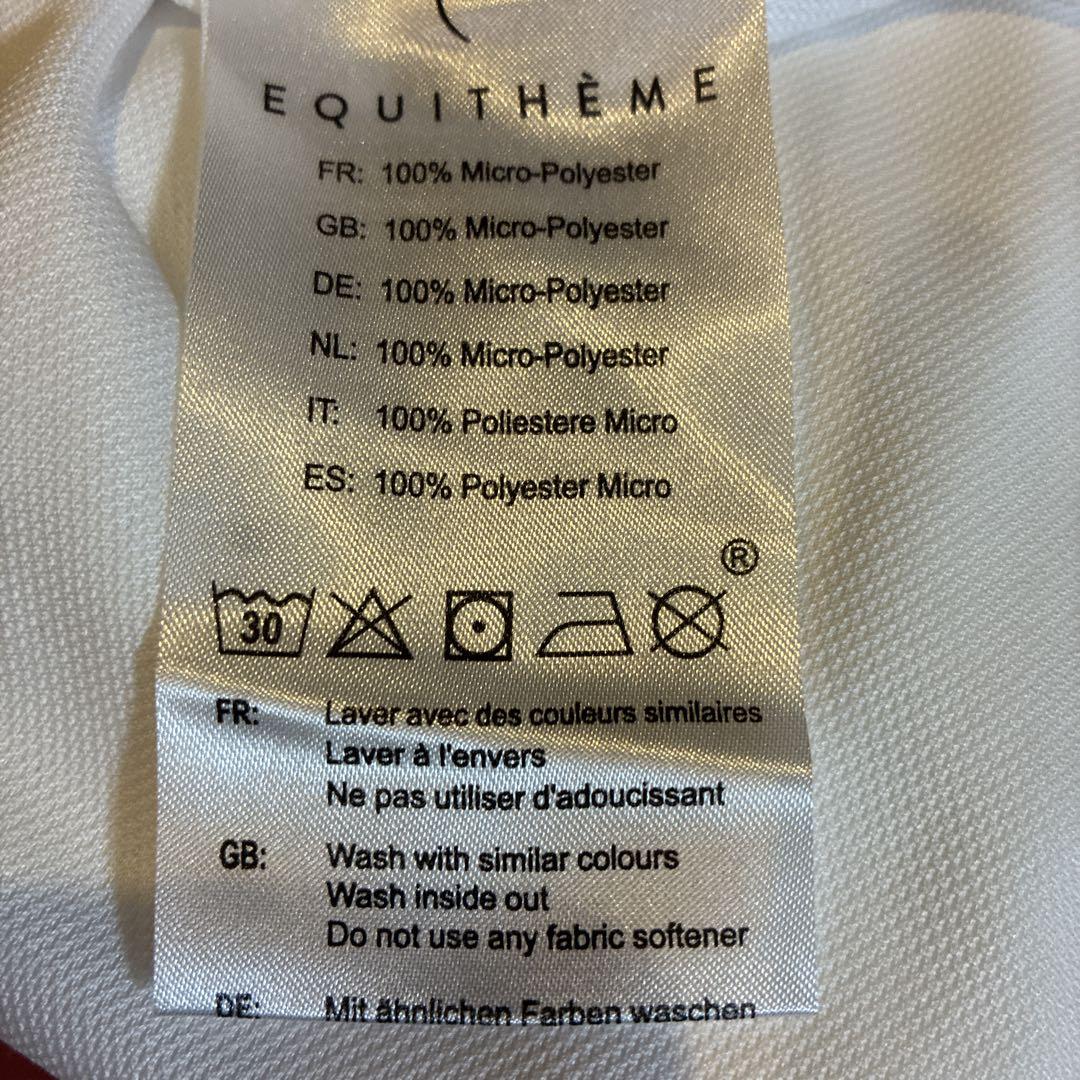 EQUITHÈME
FR: 100% Micro-Polyester
GB: 100% Micro-Polyester
DE: 100% Micro-Polyester
NL: 100% Micro-Polyester
IT: 100% Poliestere Micro
ES: 100% Polyester Micro
®
30
FR: Laver avec des couleurs similaires
Laver à l'envers
Ne pas utiliser d'adoucissant
GB: Wash with similar colours
Wash inside out
Do not use any fabric softener
DE: Mit ähnlichen Farben waschen